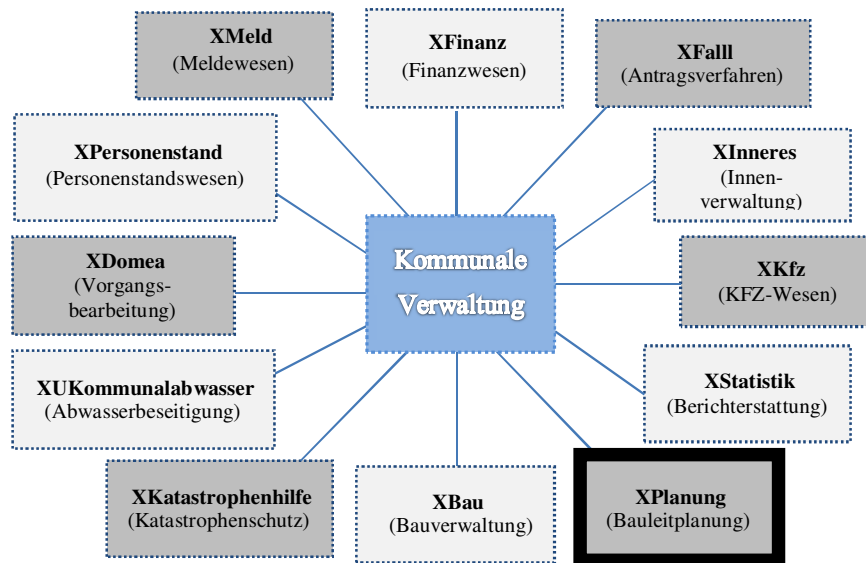 XMeld
(Meldewesen)
XFinanz
(Finanzwesen)
XFalll
(Antragsverfahren)
XPersonenstand
(Personenstandswesen)
XInneres
(Innen-
verwaltung)
Kommunale
Verwaltung
XDomea
(Vorgangs-
bearbeitung)
XKfz
(KFZ-Wesen)
XUKommunalabwasser
(Abwasserbeseitigung)
XStatistik
(Berichterstattung)
XKatastrophenhilfe
(Katastrophenschutz)
XBau
(Bauverwaltung)
XPlanung
(Bauleitplanung)